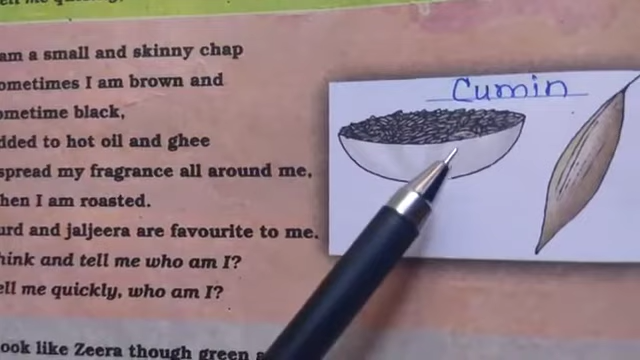 am a small and skinny chap
ometimes I am brown and
ometime black,
dded to hot oil and ghee
spread my fragrance all around me,
hen I am roasted.
urd and jaljeera are favourite to me.
hink and tell me who am I?
ell me quickly, who am I?
ook like Zeera though green
Cumin